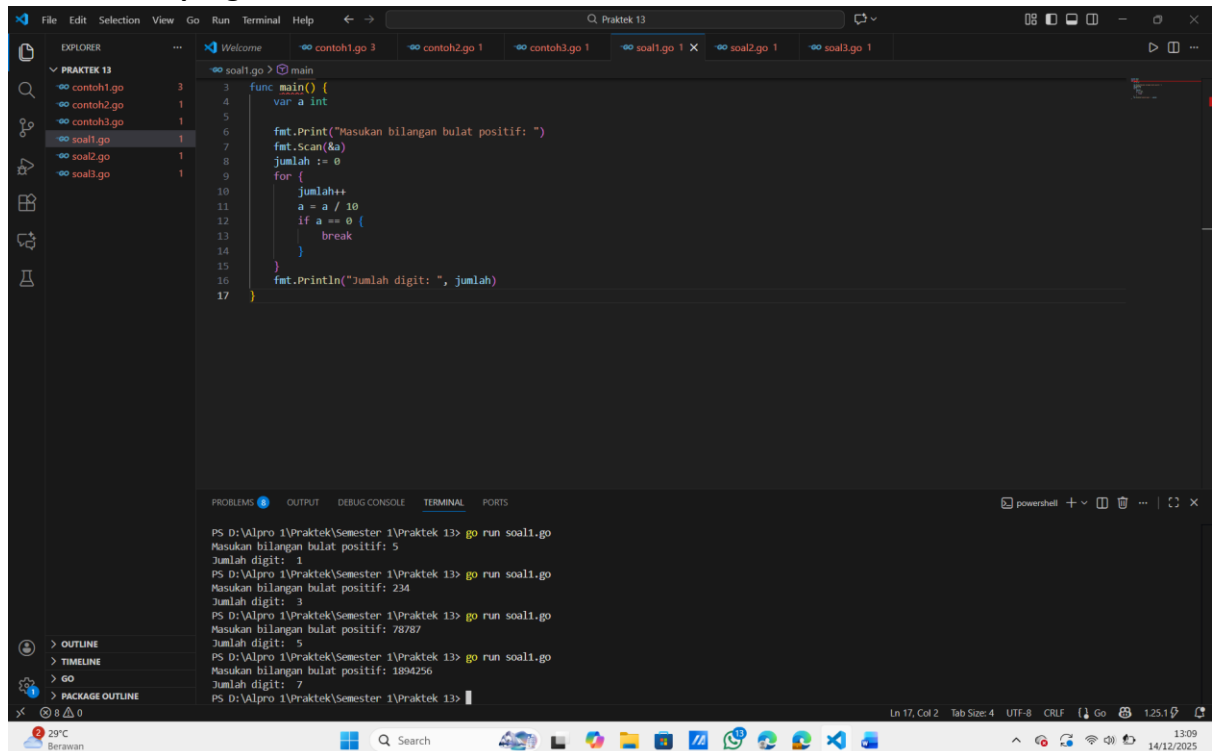 File Edit Selection View Go Run Terminal Help
Praktek 13
EXPLORER
PRAKTEK 13
contoh1.go 3
contoh2.go 1
contoh3.go 1
soal1.go 1
soal2.go 1
soal3.go 1
OUTLINE
TIMELINE
GO
PACKAGE OUTLINE
Welcome contoh1.go 3 contoh2.go 1 contoh3.go 1 soal1.go 1 soal2.go 1 soal3.go 1
soal1.go > main
3 func main() {
4 var a int
5
6 fmt.Print("Masukan bilangan bulat positif: ")
7 fmt.Scan(&a)
8 jumlah := 0
9 for {
10 jumlah++
11 a = a / 10
12 if a == 0 {
13 break
14 }
15 }
16 fmt.Println("Jumlah digit: ", jumlah)
17 }
PROBLEMS 8 OUTPUT DEBUG CONSOLE TERMINAL PORTS
powershell
PS D:\Alpro 1\Praktek\Semester 1\Praktek 13> go run soal1.go
Masukan bilangan bulat positif: 5
Jumlah digit: 1
PS D:\Alpro 1\Praktek\Semester 1\Praktek 13> go run soal1.go
Masukan bilangan bulat positif: 234
Jumlah digit: 3
PS D:\Alpro 1\Praktek\Semester 1\Praktek 13> go run soal1.go
Masukan bilangan bulat positif: 78787
Jumlah digit: 5
PS D:\Alpro 1\Praktek\Semester 1\Praktek 13> go run soal1.go
Masukan bilangan bulat positif: 1894256
Jumlah digit: 7
PS D:\Alpro 1\Praktek\Semester 1\Praktek 13>
8 0
Ln 17, Col 2 Tab Size: 4 UTF-8 CRLF Go 1.25.1
2
29°C
Berawan
Search
13:09
14/12/2025